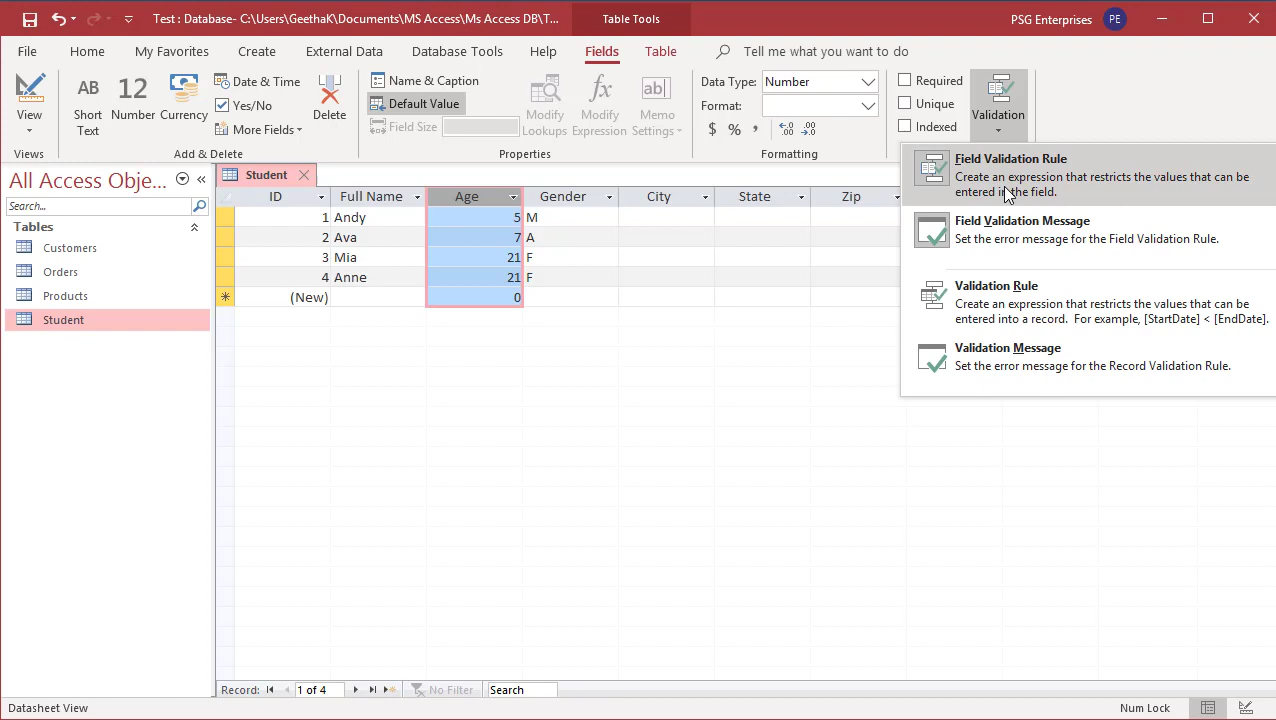 Test : Database- C:\Users\GeethaK\Documents\MS Access\Ms Access DB\T...
Table Tools
PSG Enterprises
PE
File
Home
My Favorites
Create
External Data
Database Tools
Help
Fields
Table
Tell me what you want to do
View
Views
AB
Short
Text
12
Number
Currency
Date & Time
Yes/No
More Fields
Delete
Add & Delete
Name & Caption
Default Value
Field Size
Modify
Lookups
fx
Modify
Expression
ab
Memo
Settings
Properties
Data Type:
Number
Format:
$ % ,
Formatting
Required
Unique
Indexed
Validation
Field Validation Rule
Create an expression that restricts the values that can be
entered in the field.
Field Validation Message
Set the error message for the Field Validation Rule.
Validation Rule
Create an expression that restricts the values that can be
entered into a record. For example, [StartDate] < [EndDate].
Validation Message
Set the error message for the Record Validation Rule.
All Access Obje...
Search...
Tables
Customers
Orders
Products
Student
Student
ID Full Name Age Gender City State Zip
1 Andy 5 M
2 Ava 7 A
3 Mia 21 F
4 Anne 21 F
(New) 0
Record:
1 of 4
No Filter
Search
Datasheet View
Num Lock